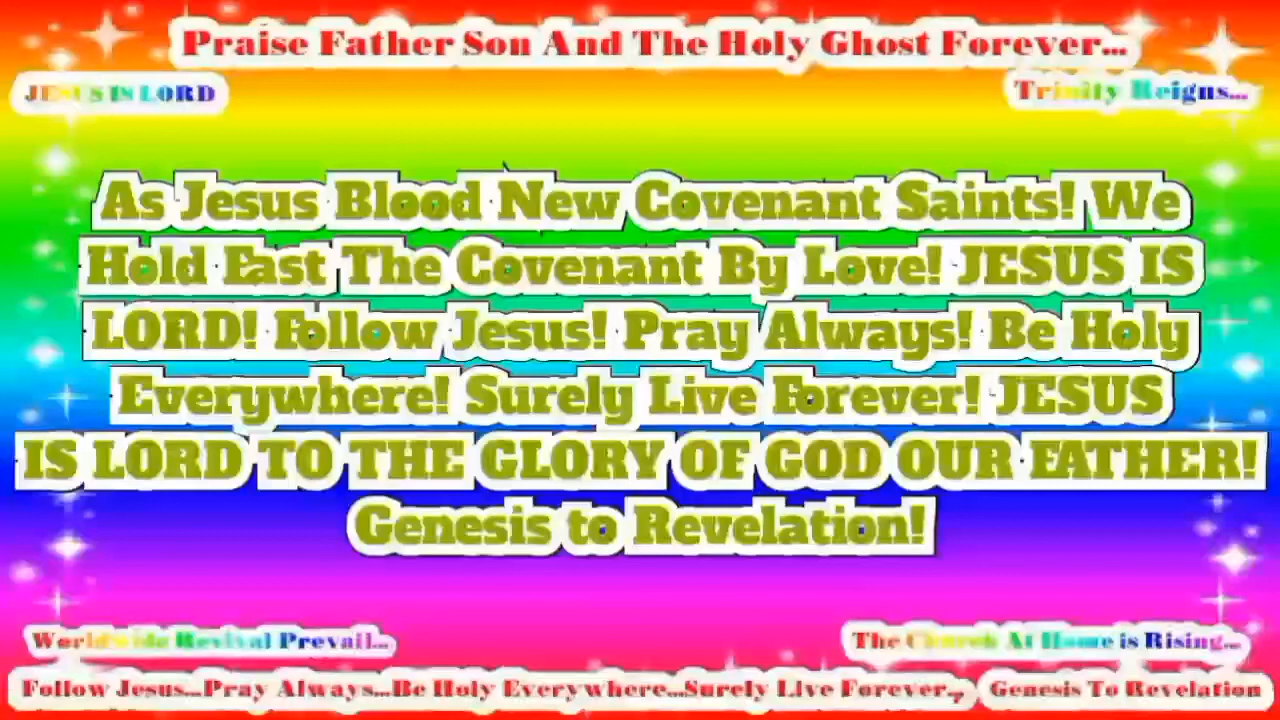 Praise Father Son And The Holy Ghost Forever...
JESUS IS LORD
Trinity Reigns...
As Jesus Blood New Covenant Saints! We
Hold Fast The Covenant By Love! JESUS IS
LORD! Follow Jesus! Pray Always! Be Holy
Everywhere! Surely Live Forever! JESUS
IS LORD TO THE GLORY OF GOD OUR FATHER!
Genesis to Revelation!
Worldwide Revival Prevail...
The Church At Home is Rising...
Follow Jesus...Pray Always...Be Holy Everywhere...Surely Live Forever.,, Genesis To Revelation